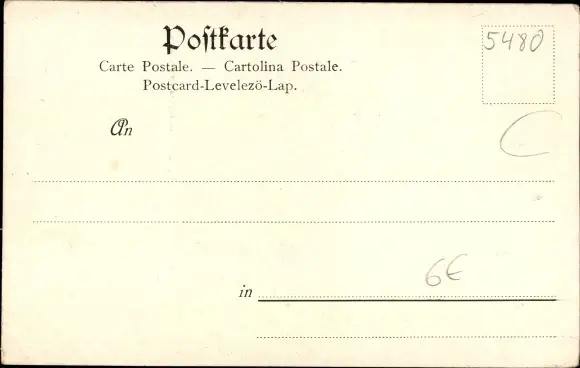 Postkarte
5480
Carte Postale. — Cartolina Postale.
Postcard-Levelezö-Lap.
An
C
6€
in